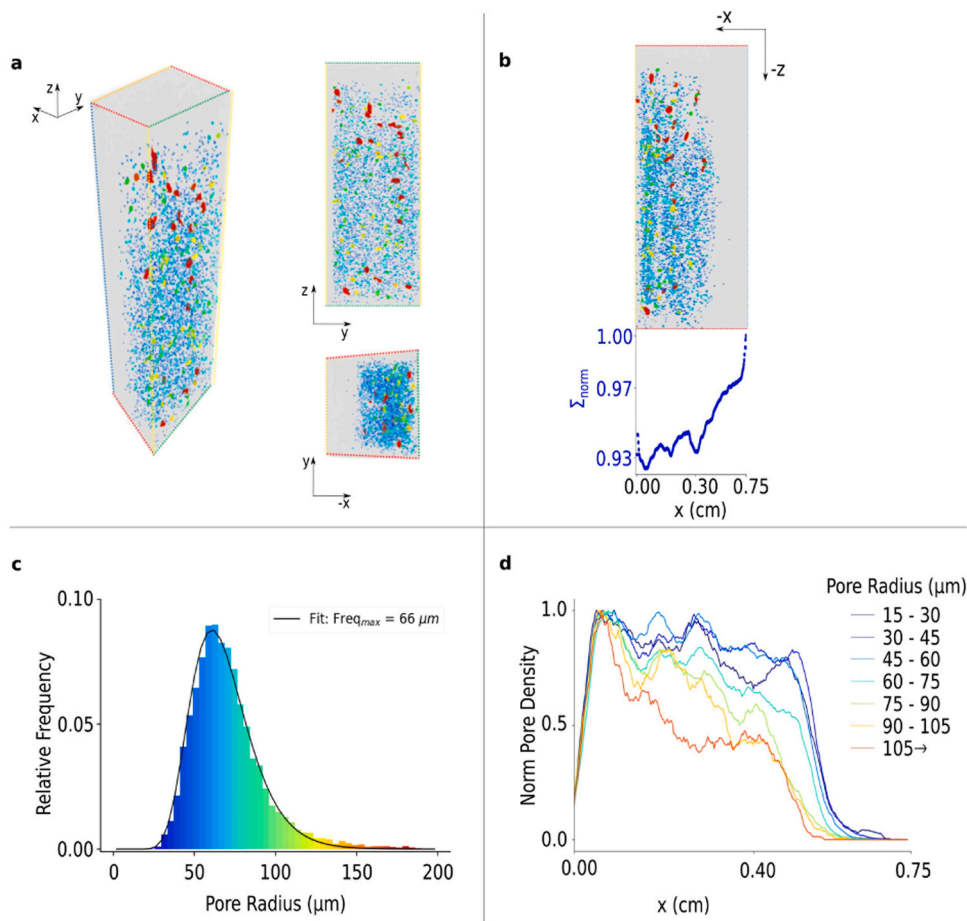 a
z
y
x
z
y
y
-x
b
-x
-z
1.00
0.97
0.93
Σnorm
0.00 0.30 0.75
x (cm)
c
0.10
0.05
0.00
Relative Frequency
Fit: Freqmax = 66 μm
0 50 100 150 200
Pore Radius (μm)
d
Pore Radius (μm)
15 - 30
30 - 45
45 - 60
60 - 75
75 - 90
90 - 105
105→
1.0
0.5
0.0
Norm Pore Density
0.00 0.40 0.75
x (cm)